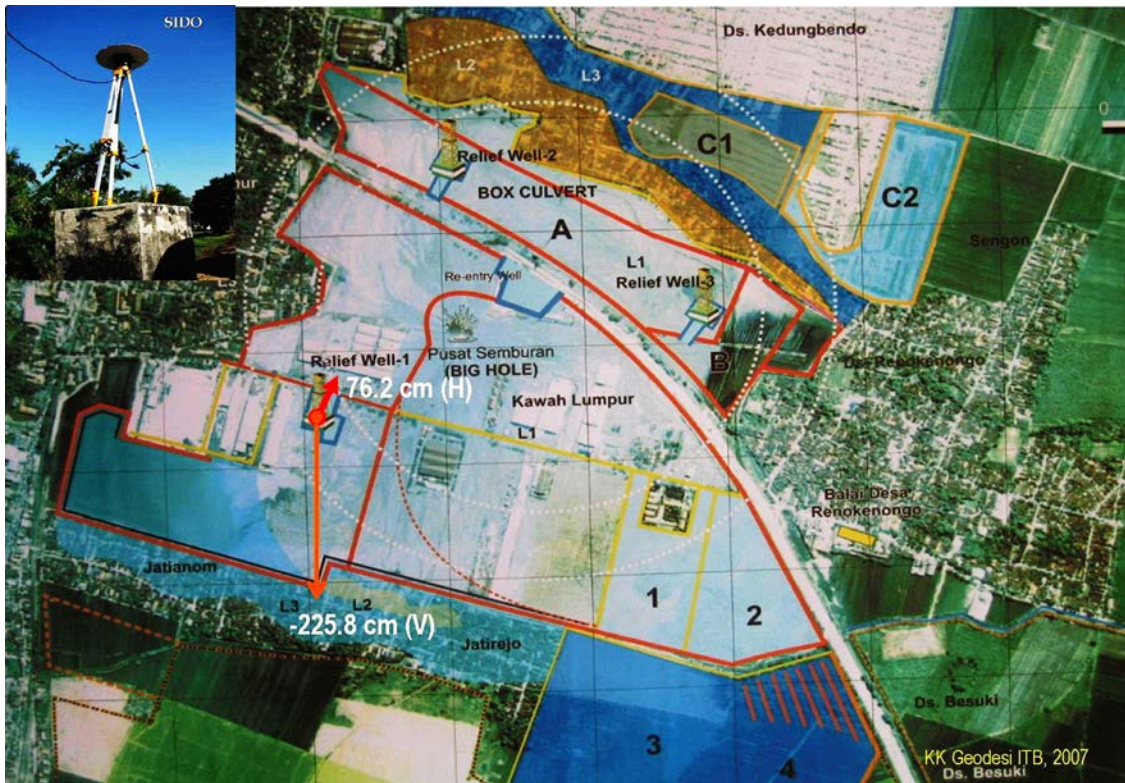 SIDO
Ds. Kedungbendo
L2
L3
0
C1
Relief Well-2
BOX CULVERT
C2
A
Sengon
L1
Re-entry Well
Relief Well-3
B
Pusat Semburan
(BIG HOLE)
Relief Well-1
76.2 cm (H)
Kawah Lumpur
L1
Balai Desa
Renokenongo
Jatianom
1
2
L3
L2
-225.8 cm (V)
Jatirejo
Ds. Besuki
3
4
KK Geodesi ITB, 2007
Ds. Besuki